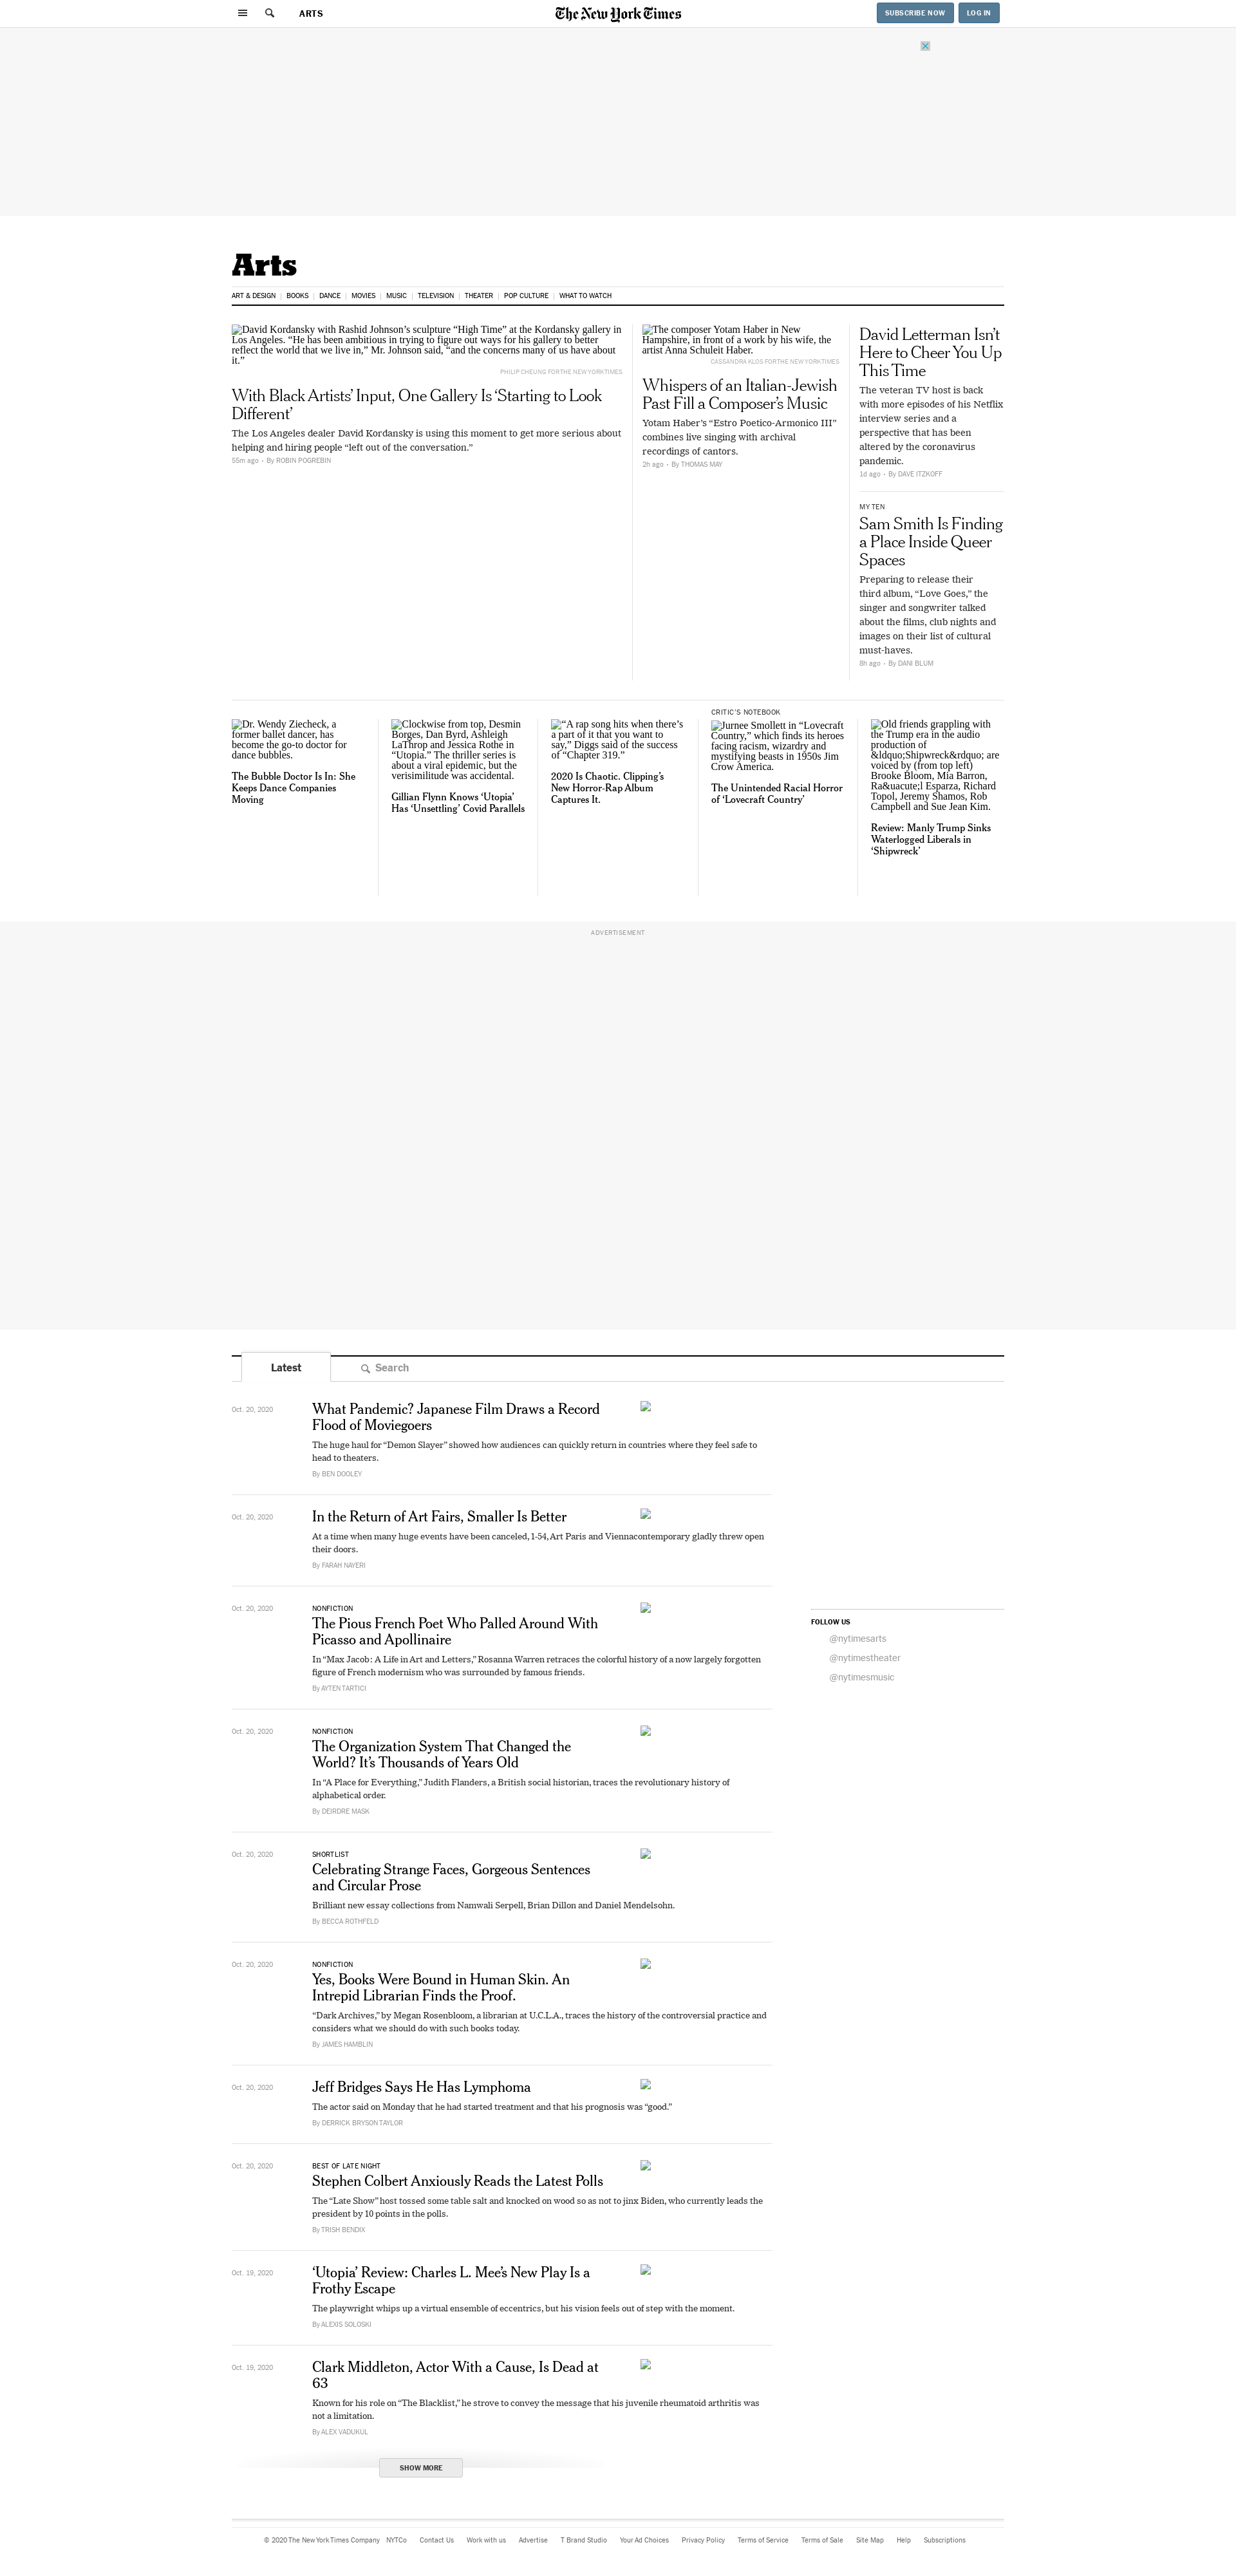 ARTS
The New York Times
SUBSCRIBE NOW
LOG IN
Arts
ART & DESIGN
BOOKS
DANCE
MOVIES
MUSIC
TELEVISION
THEATER
POP CULTURE
WHAT TO WATCH
David Kordansky with Rashid Johnson’s sculpture “High Time” at the Kordansky gallery in
Los Angeles. “He has been ambitious in trying to figure out ways for his gallery to better
reflect the world that we live in,” Mr. Johnson said, “and the concerns many of us have about
it.”
PHILIP CHEUNG FOR THE NEW YORK TIMES
With Black Artists’ Input, One Gallery Is ‘Starting to Look
Different’
The Los Angeles dealer David Kordansky is using this moment to get more serious about
helping and hiring people “left out of the conversation.”
55m ago • By ROBIN POGREBIN
The composer Yotam Haber in New
Hampshire, in front of a work by his wife, the
artist Anna Schuleit Haber.
CASSANDRA KLOS FOR THE NEW YORK TIMES
Whispers of an Italian-Jewish
Past Fill a Composer’s Music
Yotam Haber’s “Estro Poetico-Armonico III”
combines live singing with archival
recordings of cantors.
2h ago • By THOMAS MAY
David Letterman Isn’t
Here to Cheer You Up
This Time
The veteran TV host is back
with more episodes of his Netflix
interview series and a
perspective that has been
altered by the coronavirus
pandemic.
1d ago • By DAVE ITZKOFF
MY TEN
Sam Smith Is Finding
a Place Inside Queer
Spaces
Preparing to release their
third album, “Love Goes,” the
singer and songwriter talked
about the films, club nights and
images on their list of cultural
must-haves.
8h ago • By DANI BLUM
Dr. Wendy Ziecheck, a
former ballet dancer, has
become the go-to doctor for
dance bubbles.
The Bubble Doctor Is In: She
Keeps Dance Companies
Moving
Clockwise from top, Desmin
Borges, Dan Byrd, Ashleigh
LaThrop and Jessica Rothe in
“Utopia.” The thriller series is
about a viral epidemic, but the
verisimilitude was accidental.
Gillian Flynn Knows ‘Utopia’
Has ‘Unsettling’ Covid Parallels
“A rap song hits when there’s
a part of it that you want to
say,” Diggs said of the success
of “Chapter 319.”
2020 Is Chaotic. Clipping’s
New Horror-Rap Album
Captures It.
CRITIC’S NOTEBOOK
Jurnee Smollett in “Lovecraft
Country,” which finds its heroes
facing racism, wizardry and
mystifying beasts in 1950s Jim
Crow America.
The Unintended Racial Horror
of ‘Lovecraft Country’
Old friends grappling with
the Trump era in the audio
production of
&ldquo;Shipwreck&rdquo; are
voiced by (from top left)
Brooke Bloom, Mia Barron,
Ra&uacute;l Esparza, Richard
Topol, Jeremy Shamos, Rob
Campbell and Sue Jean Kim.
Review: Manly Trump Sinks
Waterlogged Liberals in
‘Shipwreck’
ADVERTISEMENT
Latest
Search
Oct. 20, 2020
What Pandemic? Japanese Film Draws a Record
Flood of Moviegoers
The huge haul for “Demon Slayer” showed how audiences can quickly return in countries where they feel safe to
head to theaters.
By BEN DOOLEY
Oct. 20, 2020
In the Return of Art Fairs, Smaller Is Better
At a time when many huge events have been canceled, 1-54, Art Paris and Viennacontemporary gladly threw open
their doors.
By FARAH NAYERI
Oct. 20, 2020
NONFICTION
The Pious French Poet Who Palled Around With
Picasso and Apollinaire
In “Max Jacob: A Life in Art and Letters,” Rosanna Warren retraces the colorful history of a now largely forgotten
figure of French modernism who was surrounded by famous friends.
By AYTEN TARTICI
Oct. 20, 2020
NONFICTION
The Organization System That Changed the
World? It’s Thousands of Years Old
In “A Place for Everything,” Judith Flanders, a British social historian, traces the revolutionary history of
alphabetical order.
By DEIRDRE MASK
Oct. 20, 2020
SHORTLIST
Celebrating Strange Faces, Gorgeous Sentences
and Circular Prose
Brilliant new essay collections from Namwali Serpell, Brian Dillon and Daniel Mendelsohn.
By BECCA ROTHFELD
Oct. 20, 2020
NONFICTION
Yes, Books Were Bound in Human Skin. An
Intrepid Librarian Finds the Proof.
“Dark Archives,” by Megan Rosenbloom, a librarian at U.C.L.A., traces the history of the controversial practice and
considers what we should do with such books today.
By JAMES HAMBLIN
Oct. 20, 2020
Jeff Bridges Says He Has Lymphoma
The actor said on Monday that he had started treatment and that his prognosis was “good.”
By DERRICK BRYSON TAYLOR
Oct. 20, 2020
BEST OF LATE NIGHT
Stephen Colbert Anxiously Reads the Latest Polls
The “Late Show” host tossed some table salt and knocked on wood so as not to jinx Biden, who currently leads the
president by 10 points in the polls.
By TRISH BENDIX
Oct. 19, 2020
‘Utopia’ Review: Charles L. Mee’s New Play Is a
Frothy Escape
The playwright whips up a virtual ensemble of eccentrics, but his vision feels out of step with the moment.
By ALEXIS SOLOSKI
Oct. 19, 2020
Clark Middleton, Actor With a Cause, Is Dead at
63
Known for his role on “The Blacklist,” he strove to convey the message that his juvenile rheumatoid arthritis was
not a limitation.
By ALEX VADUKUL
SHOW MORE
FOLLOW US
@nytimesarts
@nytimestheater
@nytimesmusic
© 2020 The New York Times Company
NYTCo
Contact Us
Work with us
Advertise
T Brand Studio
Your Ad Choices
Privacy Policy
Terms of Service
Terms of Sale
Site Map
Help
Subscriptions